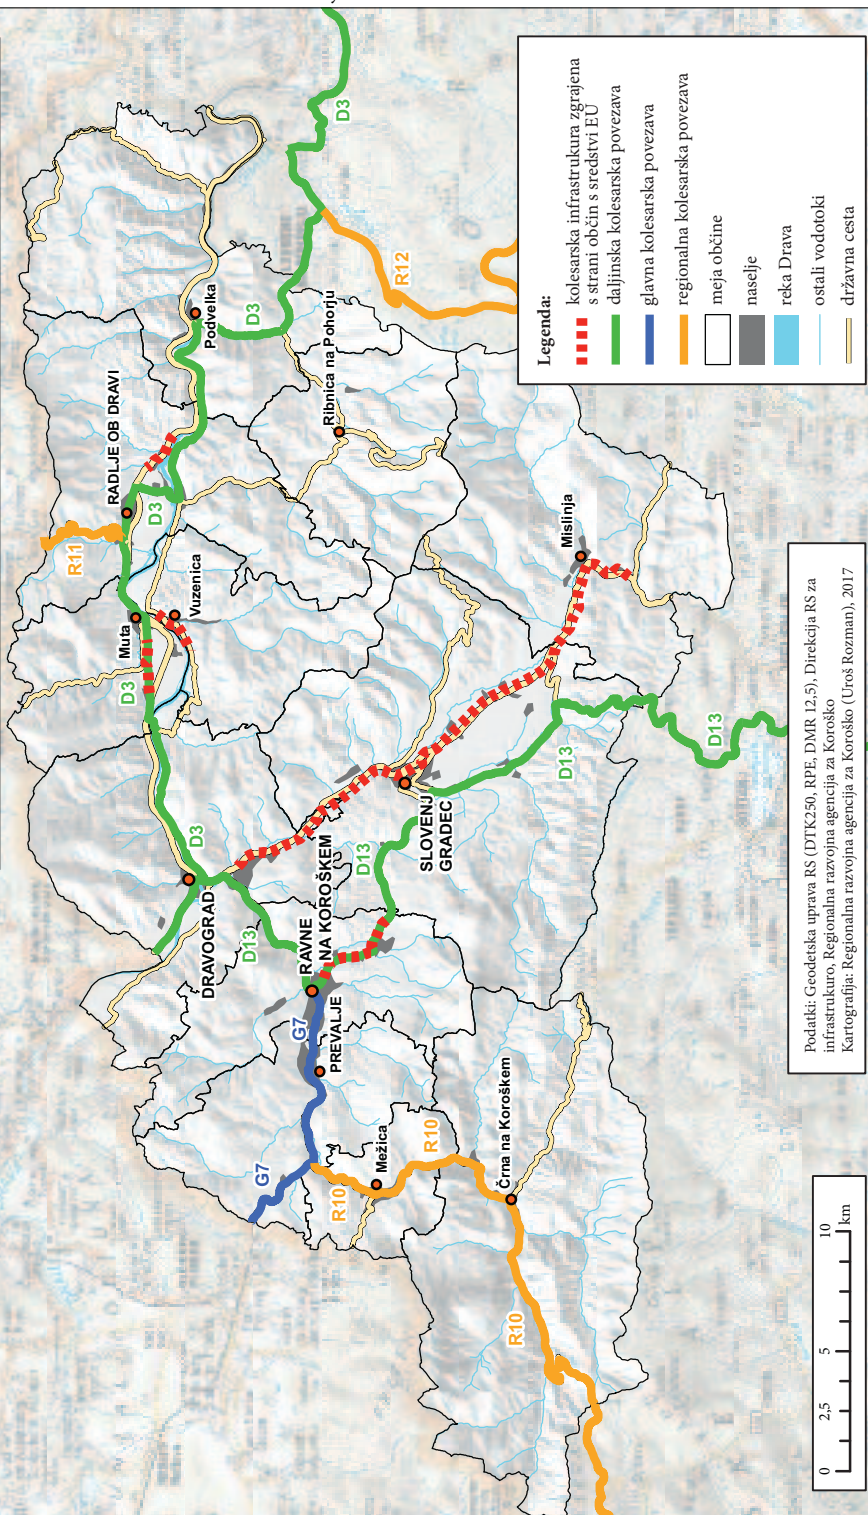 D3
R12
D3
Podvelka
Ribnica na Pohorju
RADLJE OB DRAVI
D3
R11
Muta
Vuzenica
D3
Mislinja
D3
DRAVOGRAD
D13
SLOVENJ
GRADEC
D13
D13
D13
RAVNE
NA KOROŠKEM
G7
PREVALJE
G7
R10
Mežica
R10
Črna na Koroškem
R10
Legenda:
kolesarska infrastrukura zgrajena
s strani občin s sredstvi EU
daljinska kolesarska povezava
glavna kolesarska povezava
regionalna kolesarska povezava
meja občine
naselje
reka Drava
ostali vodotoki
državna cesta
Podatki: Geodetska uprava RS (DTK250, RPE, DMR 12,5), Direkcija RS za
infrastrukuro, Regionalna razvojna agencija za Koroško
Kartografija: Regionalna razvojna agencija za Koroško (Uroš Rozman), 2017
0 2,5 5 10
km